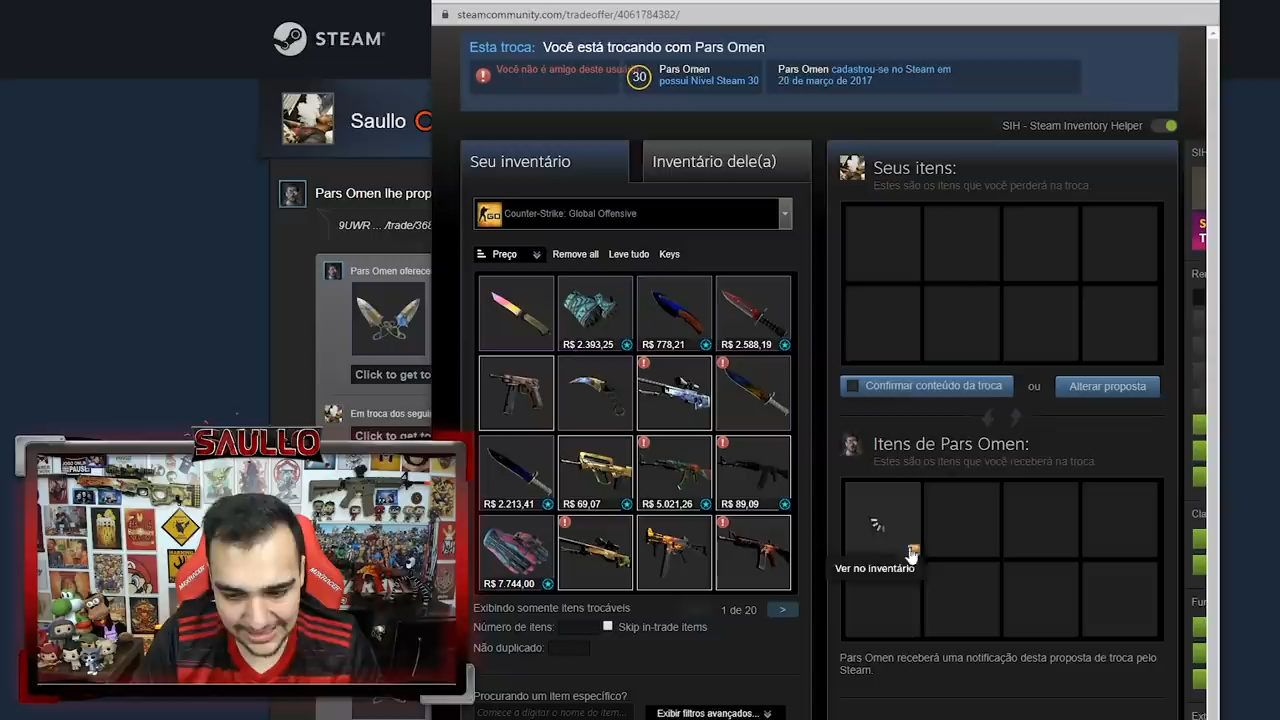 steamcommunity.com/tradeoffer/4061784382/
STEAM
Esta troca: Você está trocando com Pars Omen
Você não é amigo deste
30
Pars Omen
possui Nível Steam 30
Pars Omen cadastrou-se no Steam em
20 de março de 2017
Saullo
SIH - Steam Inventory Helper
Seu inventário
Inventário dele(a)
Seus itens:
Estes são os itens que você perderá na troca.
Pars Omen lhe prop
9UWR ... /trade/368
Counter-Strike: Global Offensive
Preço
Remove all
Leve tudo
Keys
Pars Omen oferece
R$ 2.393,25
R$ 778,21
R$ 2.588,19
Click to get to
Em troca dos segui
Click to get to
Confirmar conteúdo da troca
ou
Alterar proposta
Itens de Pars Omen:
Estes são os itens que você receberá na troca.
SAULLO
R$ 2.213,41
R$ 69,07
R$ 5.021,26
R$ 89,09
Ver no inventário
R$ 7.744,00
Exibindo somente itens trocáveis
1 de 20
>
Número de itens:
Skip in-trade items
Não duplicado:
Pars Omen receberá uma notificação desta proposta de troca pelo
Steam.
Procurando um item específico?
Comece a digitar o nome do item...
Exibir filtros avançados...